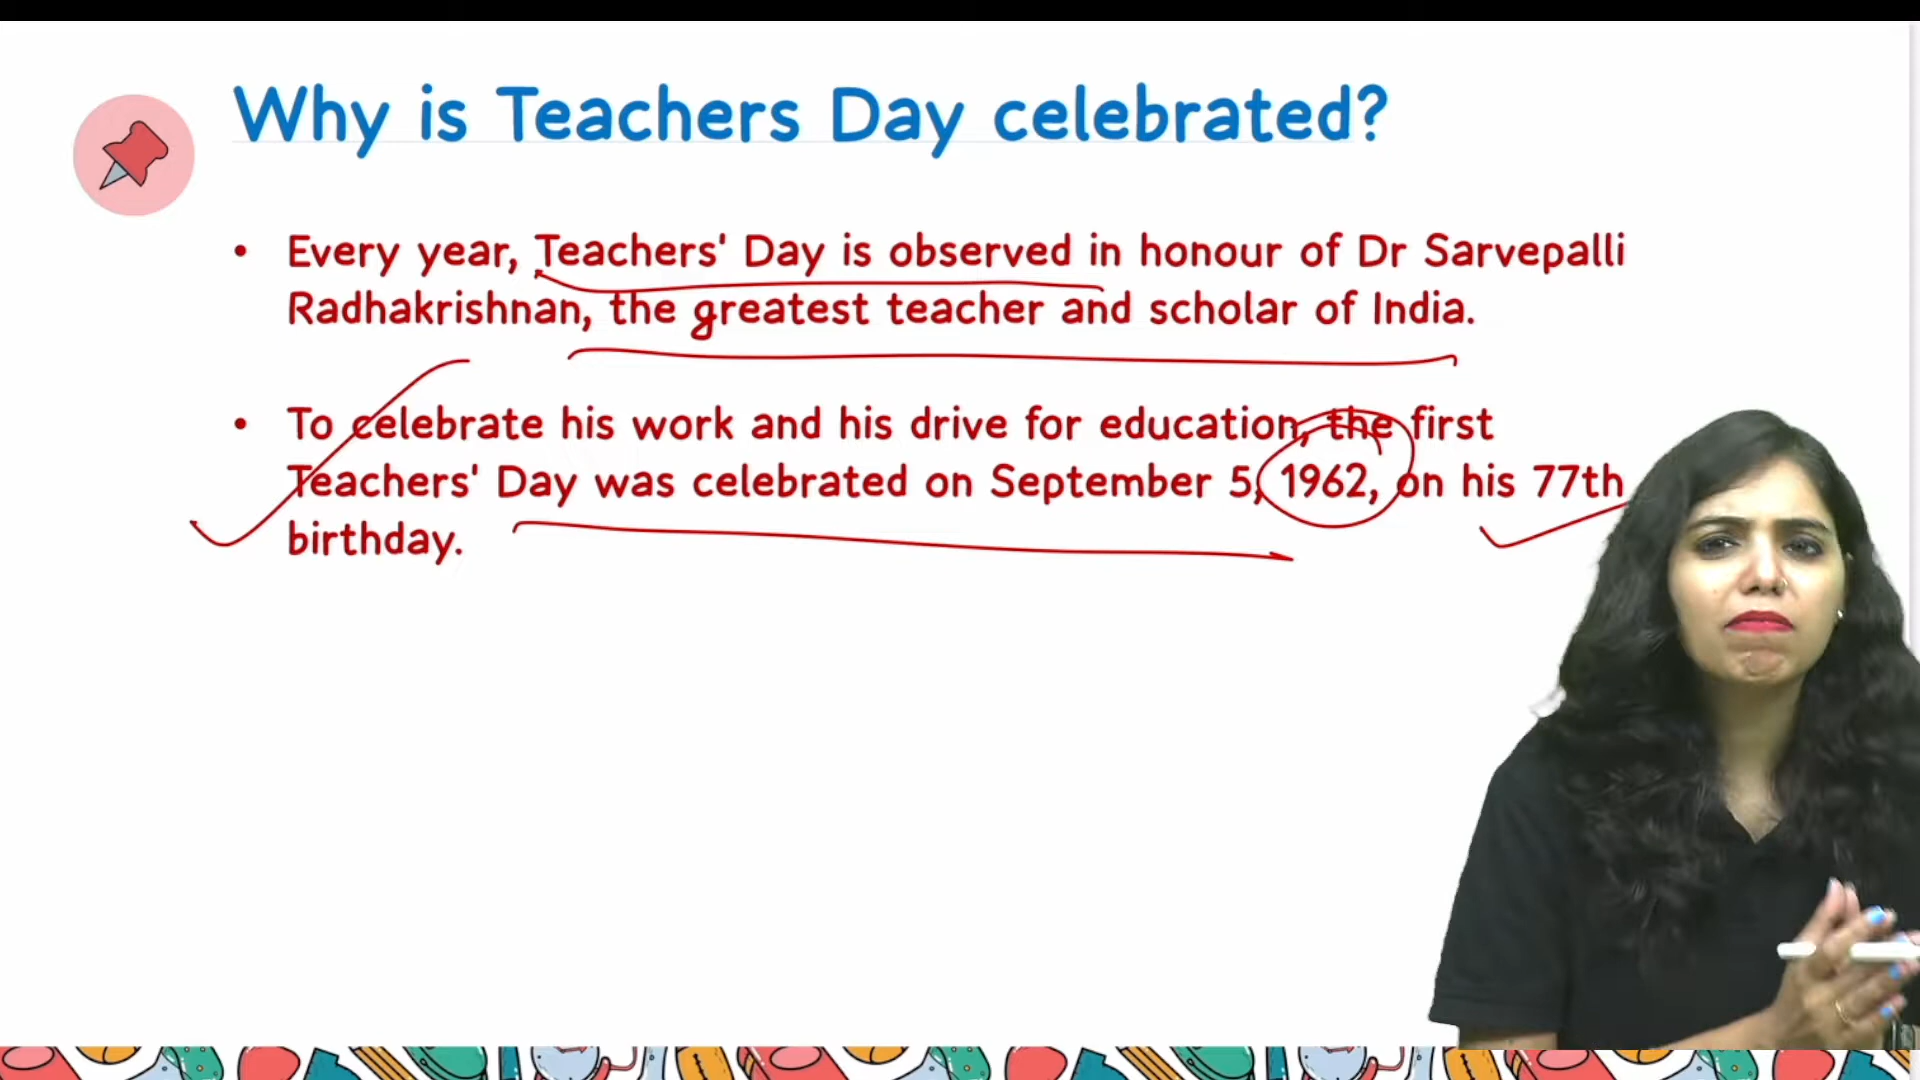 Why is Teachers Day celebrated?
• Every year, Teachers' Day is observed in honour of Dr Sarvepalli
Radhakrishnan, the greatest teacher and scholar of India.
• To celebrate his work and his drive for education, the first
Teachers' Day was celebrated on September 5, 1962, on his 77th
birthday.